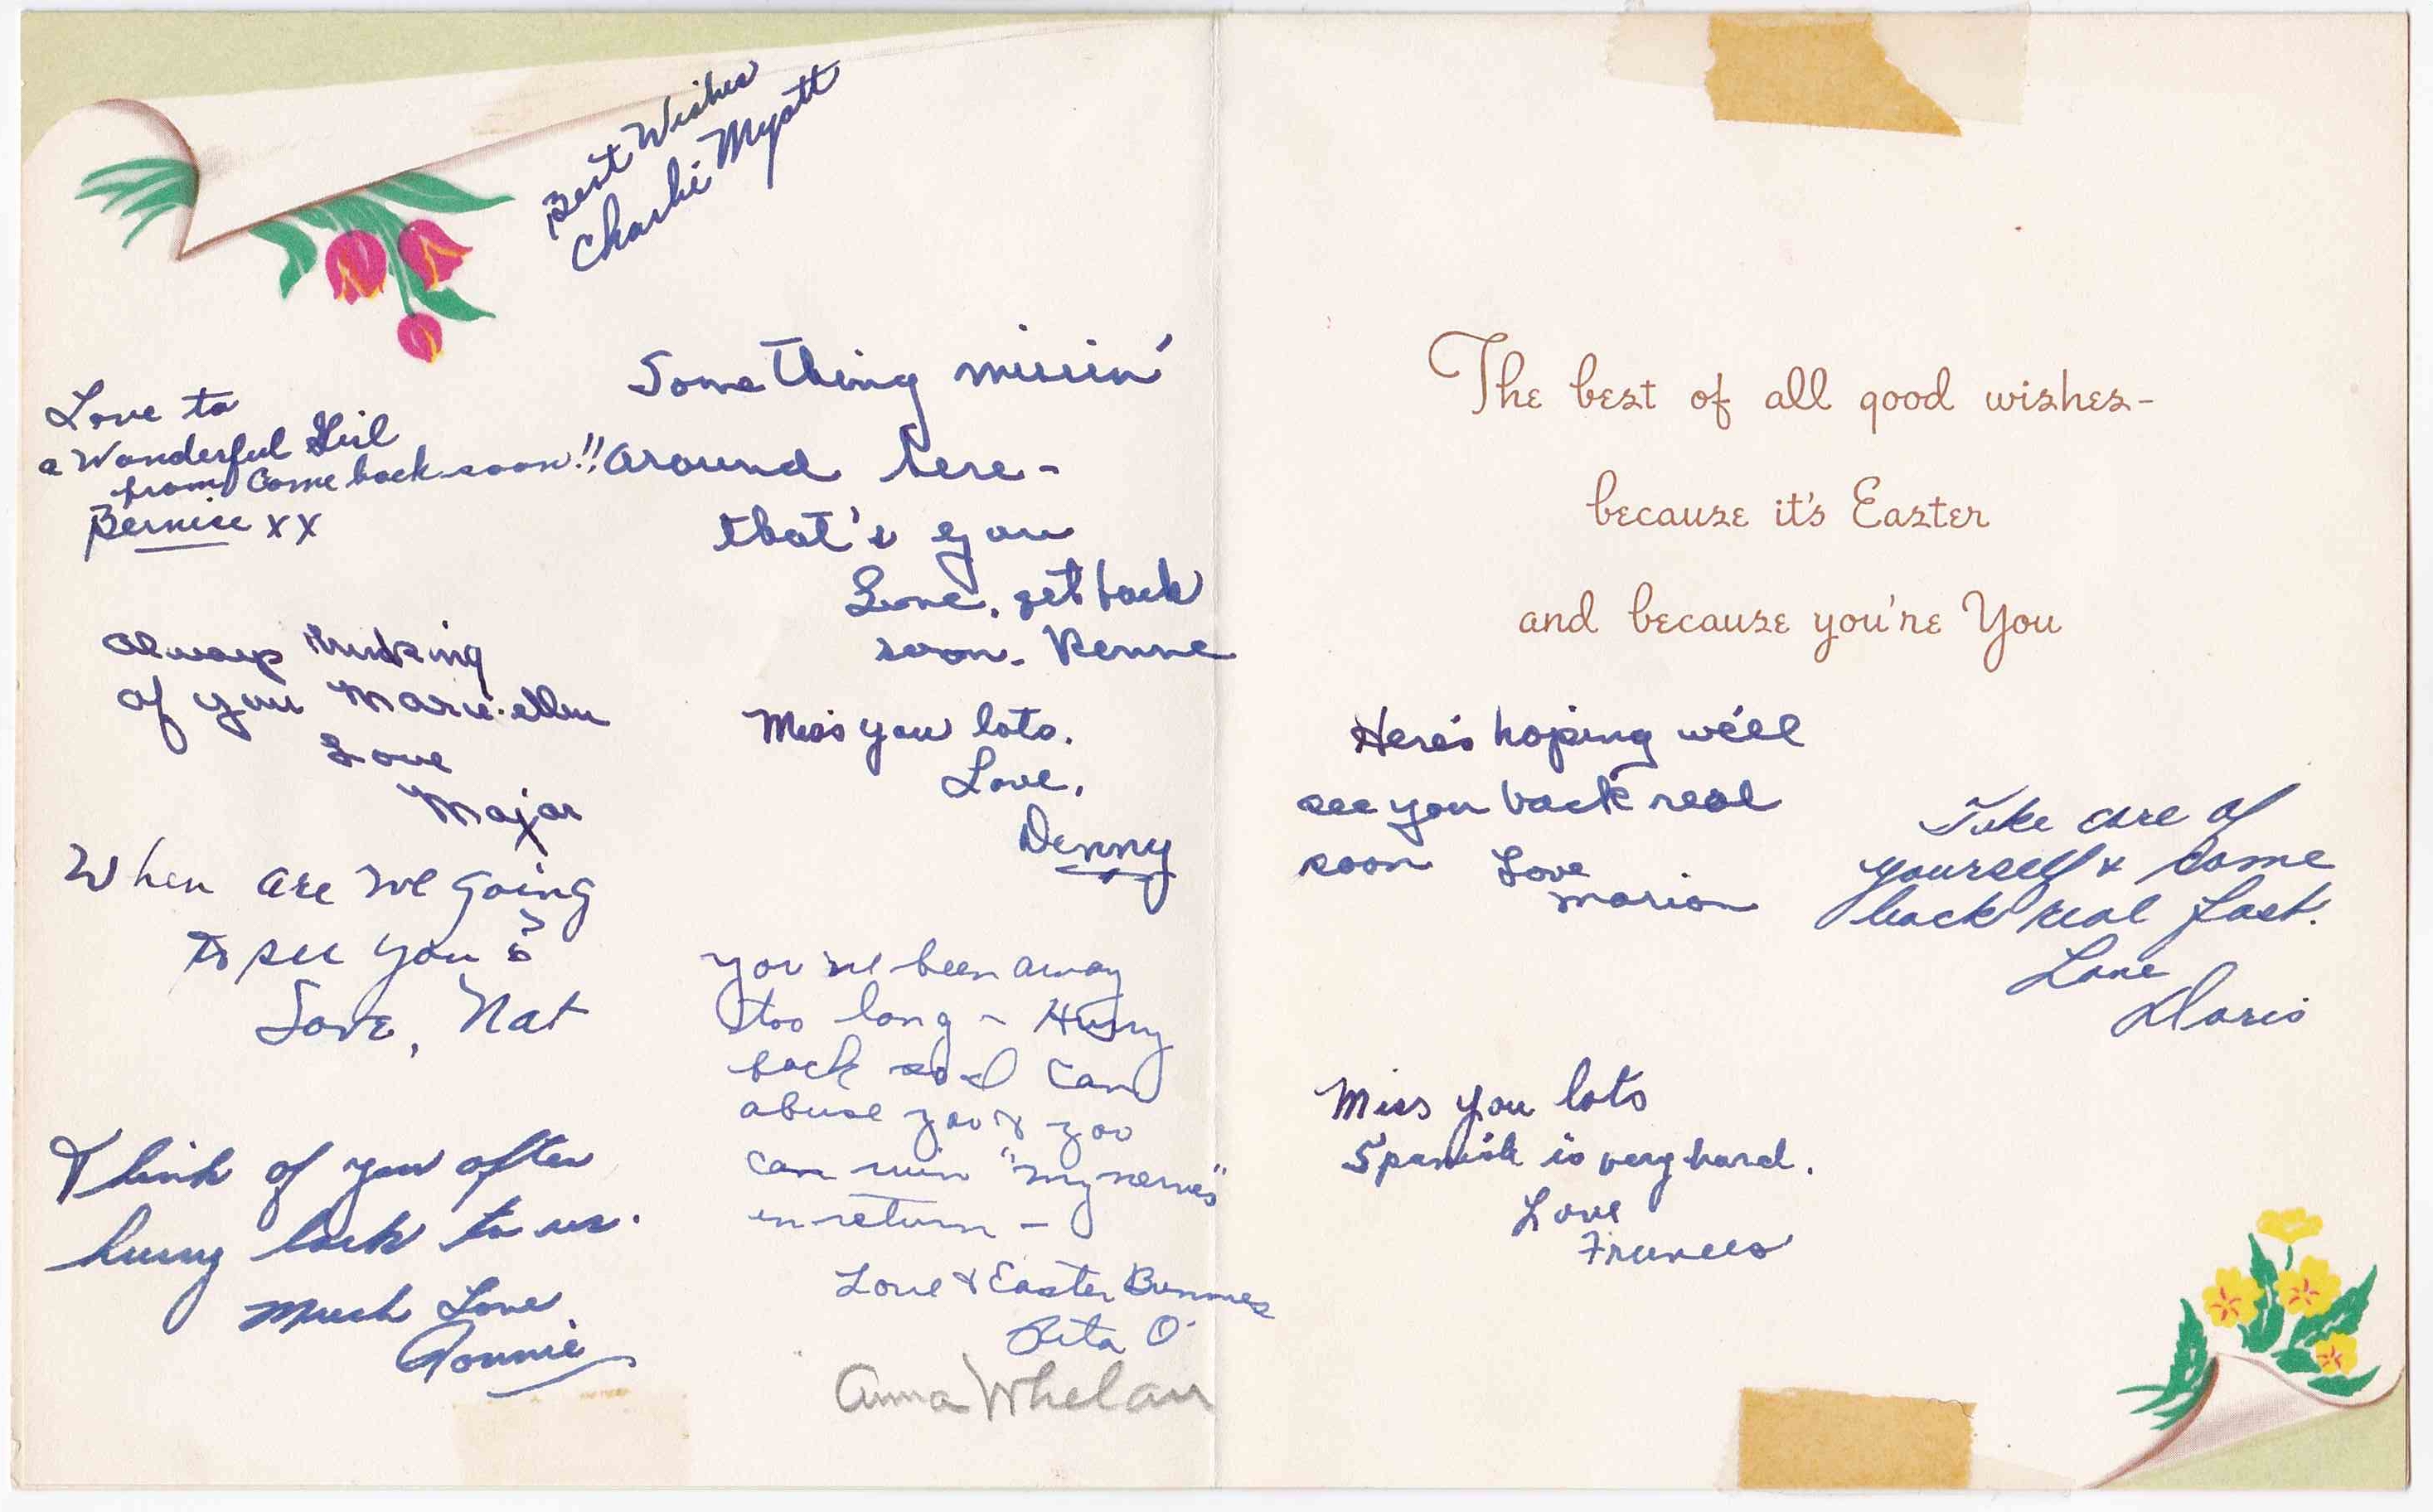 Best Wishes
Charlie Myatt
Love to
a Wonderful Girl
from Come back soon!!
Bernice XX
Something missin'
around here -
that's you
Love, get back
soon. Renne
always thinking
of you Marie-ellen
Love
Major
Miss you lots.
Love,
Denny
When are we going
to see you?
Love, Nat
you've been away
too long - Hurry
back so I can
abuse you & you
can ruin "my nerves"
in return -
Love & Easter Bunnies
Rita O'
Anna Whelan
Think of you often
hurry back to us.
Much Love
Connie
The best of all good wishes-
because it's Easter
and because you're You
Here's hoping we'll
see you back real
soon Love
Marion
Take care of
yourself & come
back real fast.
Love
Doris
Miss you lots
Spanish is very hard.
Love
Frances